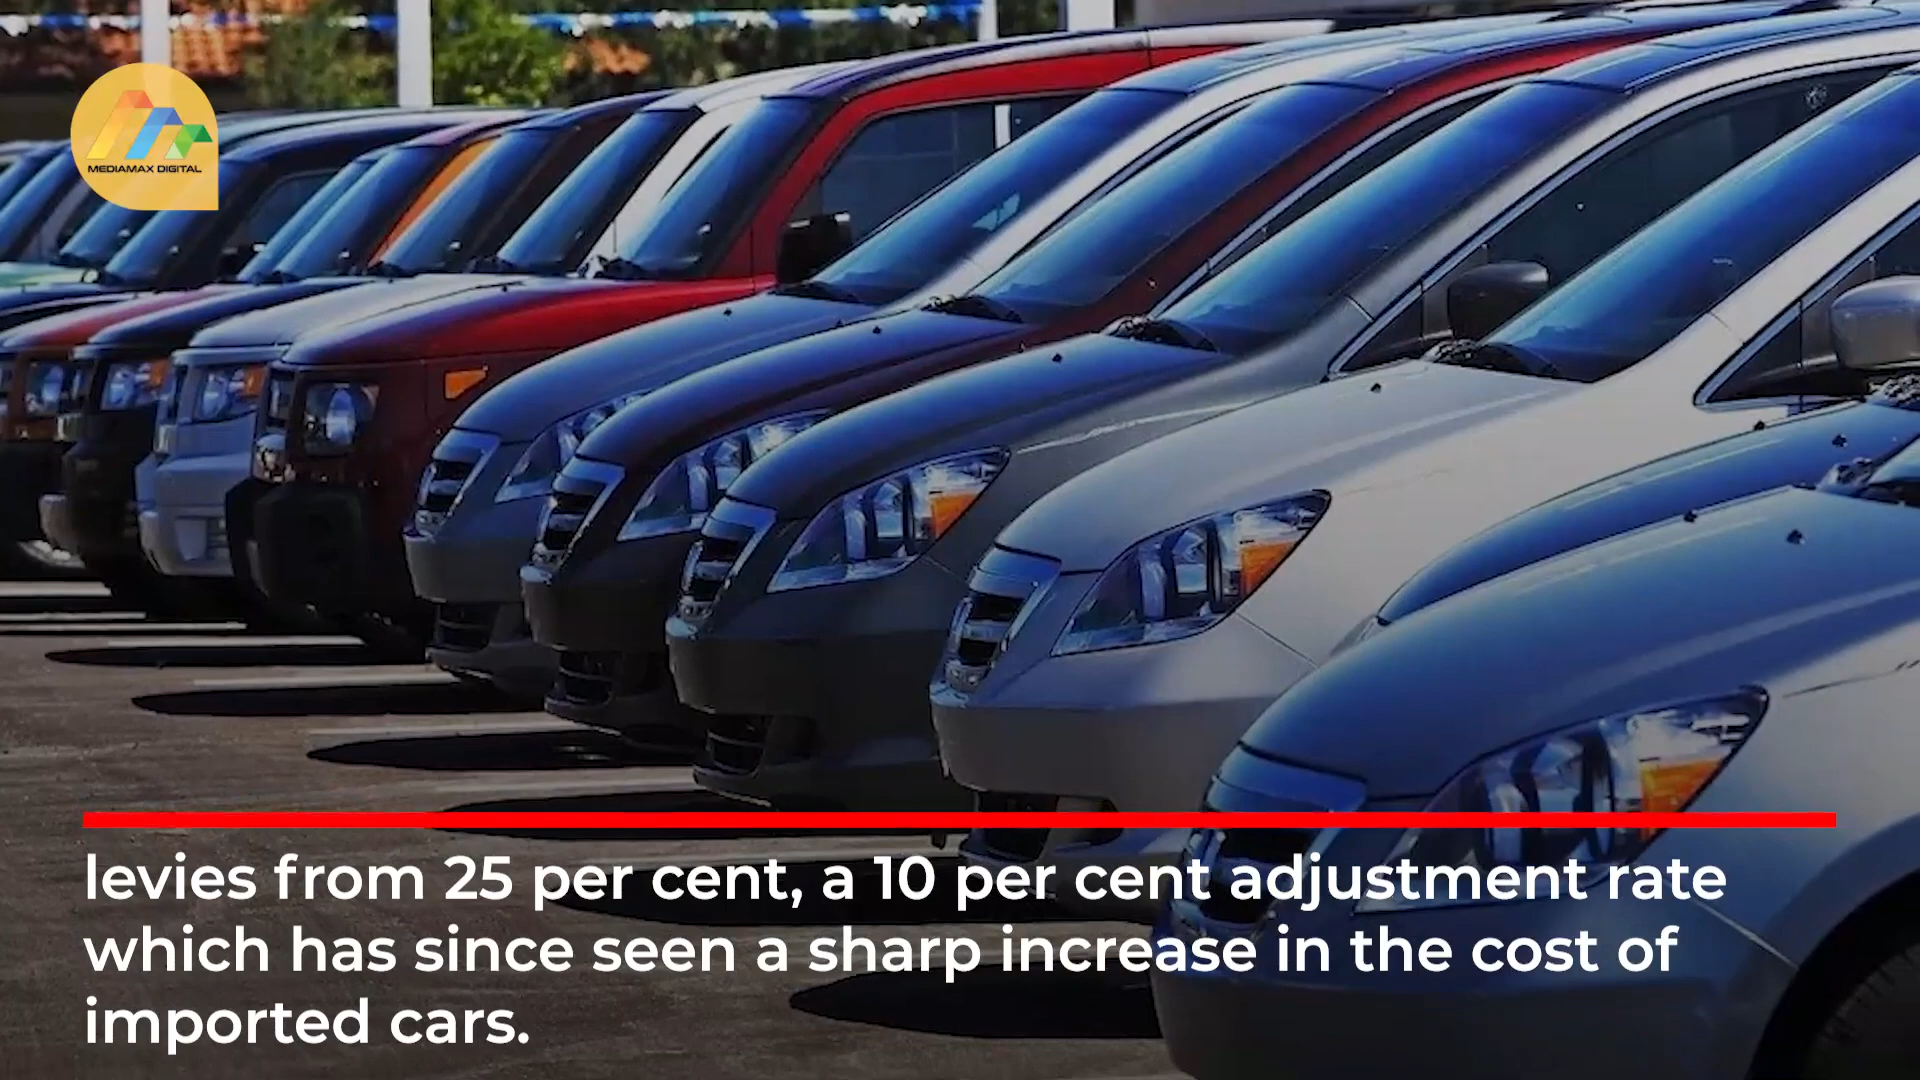 MEDIAMAX DIGITAL
levies from 25 per cent, a 10 per cent adjustment rate
which has since seen a sharp increase in the cost of
imported cars.